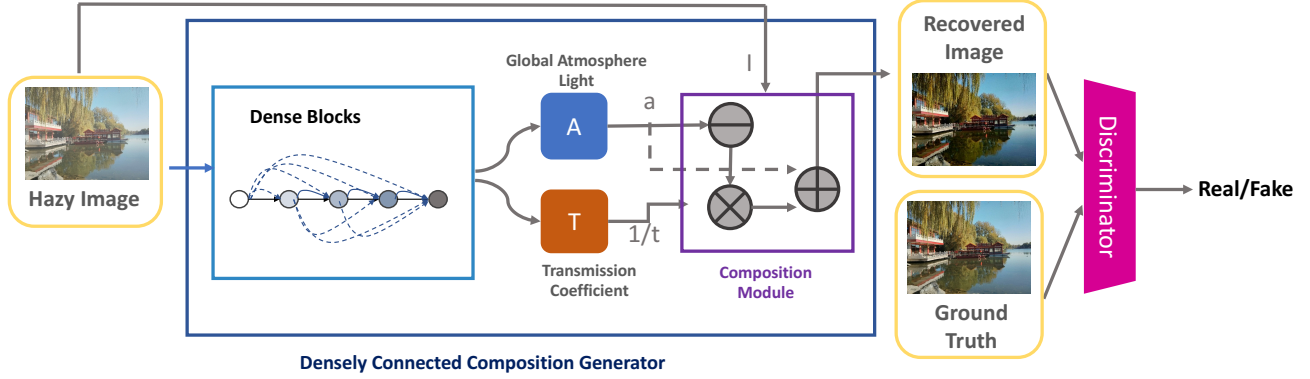 Hazy Image
Dense Blocks
Global Atmosphere
Light
A
a
I
T
1/t
Transmission
Coefficient
Composition
Module
Densely Connected Composition Generator
Recovered
Image
Ground
Truth
Discriminator
Real/Fake